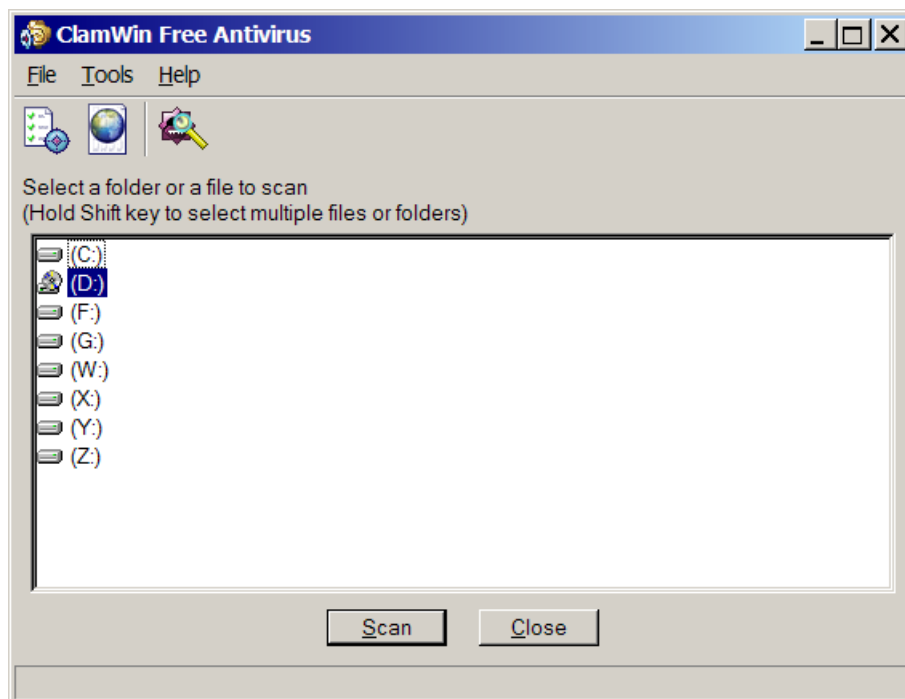 ClamWin Free Antivirus
File Tools Help
Select a folder or a file to scan
(Hold Shift key to select multiple files or folders)
(C:)
(D:)
(F:)
(G:)
(W:)
(X:)
(Y:)
(Z:)
Scan Close